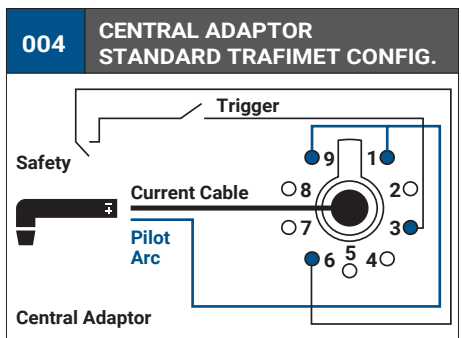 004
CENTRAL ADAPTOR
STANDARD TRAFIMET CONFIG.
Trigger
Safety
9 1
Current Cable
8 2
7 3
Pilot
Arc
6 5 4
Central Adaptor